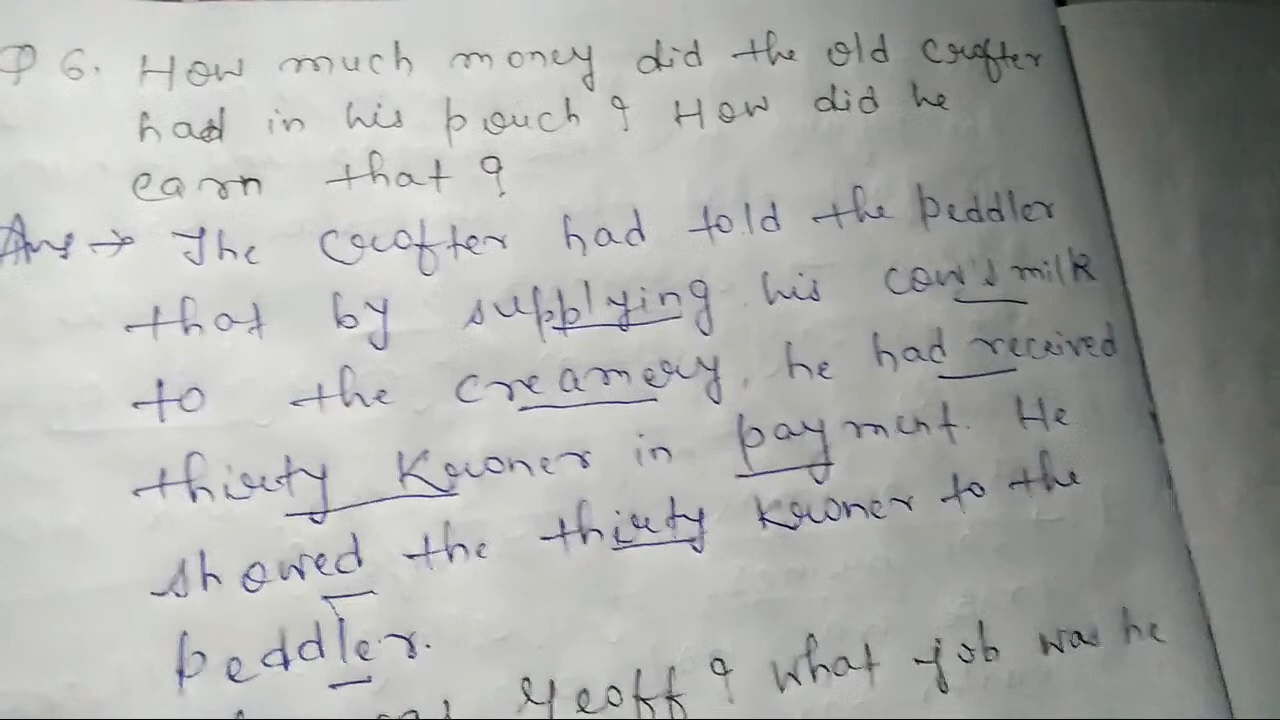 Q 6. How much money did the old crofter
had in his pouch ? How did he
earn that ?
Ans → The Crofter had told the peddler
that by supplying his cow's milk
to the creamery, he had received
thirty Kroner in payment. He
showed the thirty kroner to the
peddler.
Geoff ? what job was he